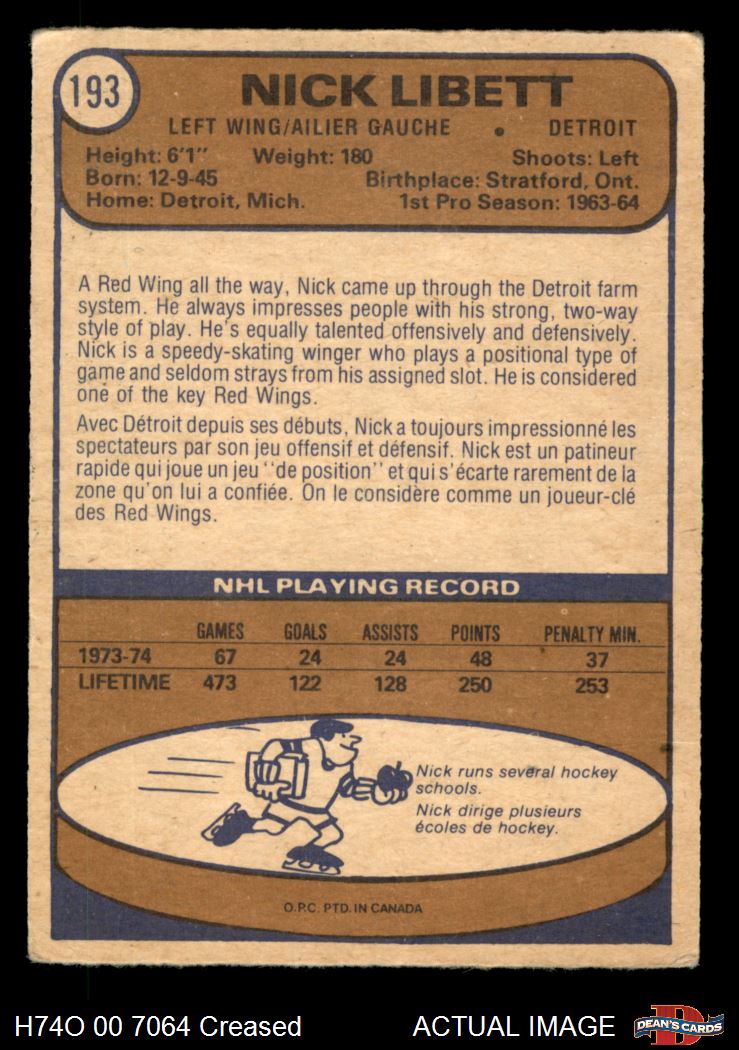 193
NICK LIBETT
LEFT WING/AILIER GAUCHE • DETROIT
Height: 6'1" Weight: 180 Shoots: Left
Born: 12-9-45 Birthplace: Stratford, Ont.
Home: Detroit, Mich. 1st Pro Season: 1963-64
A Red Wing all the way, Nick came up through the Detroit farm
system. He always impresses people with his strong, two-way
style of play. He's equally talented offensively and defensively.
Nick is a speedy-skating winger who plays a positional type of
game and seldom strays from his assigned slot. He is considered
one of the key Red Wings.
Avec Détroit depuis ses débuts, Nick a toujours impressionné les
spectateurs par son jeu offensif et défensif. Nick est un patineur
rapide qui joue un jeu "de position" et qui s'écarte rarement de la
zone qu'on lui a confiée. On le considère comme un joueur-clé
des Red Wings.
NHL PLAYING RECORD
GAMES GOALS ASSISTS POINTS PENALTY MIN.
1973-74 67 24 24 48 37
LIFETIME 473 122 128 250 253
Nick runs several hockey
schools.
Nick dirige plusieurs
écoles de hockey.
O.P.C. PTD. IN CANADA
H74O 00 7064 Creased ACTUAL IMAGE
D
DEAN'S CARDS